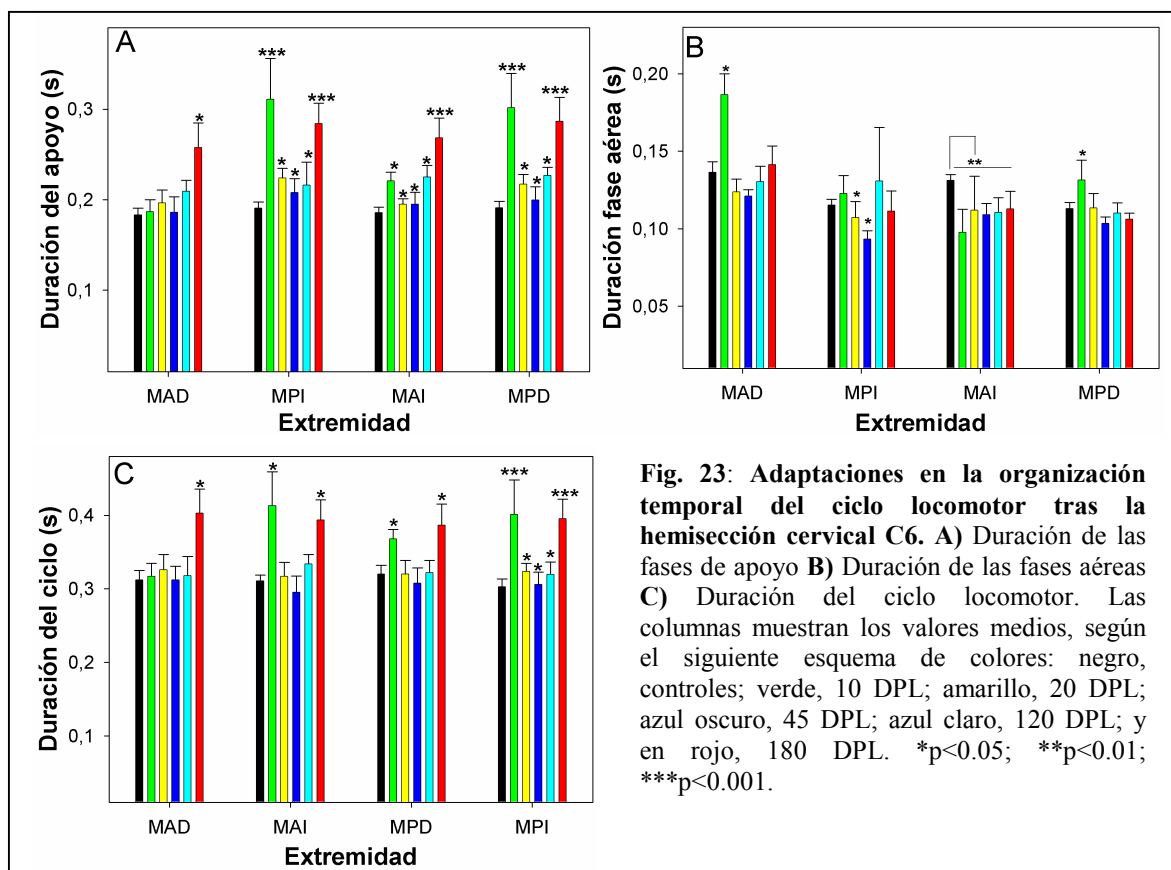 A
Duración del apoyo (s)
0,3
0,2
0,1
*
***
*
*
*
***
*
*
*
*
***
***
*
*
*
***
MAD MPI MAI MPD
Extremidad
B
Duración fase aérea (s)
0,20
0,15
0,10
0,05
*
*
*
**
*
MAD MPI MAI MPD
Extremidad
C
Duración del ciclo (s)
0,4
0,3
0,2
0,1
*
*
*
*
*
***
*
*
*
***
MAD MAI MPD MPI
Extremidad
Fig. 23: Adaptaciones en la organización
temporal del ciclo locomotor tras la
hemisección cervical C6. A) Duración de las
fases de apoyo B) Duración de las fases aéreas
C) Duración del ciclo locomotor. Las
columnas muestran los valores medios, según
el siguiente esquema de colores: negro,
controles; verde, 10 DPL; amarillo, 20 DPL;
azul oscuro, 45 DPL; azul claro, 120 DPL; y
en rojo, 180 DPL. *p<0.05; **p<0.01;
***p<0.001.